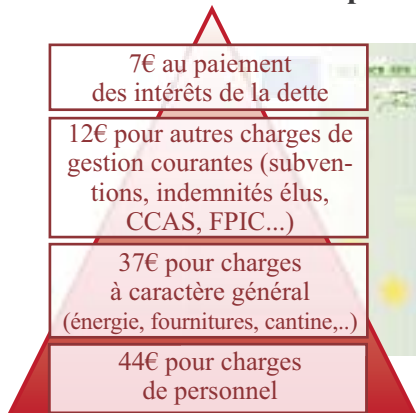 7€ au paiement
des intérêts de la dette
12€ pour autres charges de
gestion courantes (subven-
tions, indemnités élus,
CCAS, FPIC...)
37€ pour charges
à caractère général
(énergie, fournitures, cantine,..)
44€ pour charges
de personnel